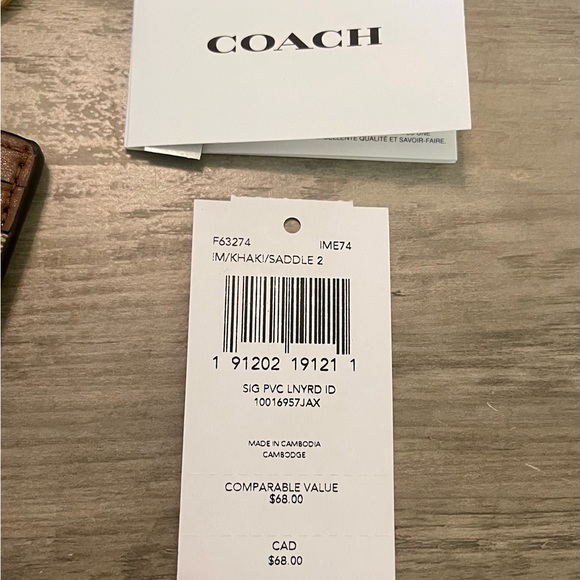 COACH
ELLENTE QUALITÉ ET SAVOIR-FAIRE.
F63274 IME74
IM/KHAKI/SADDLE 2
1 91202 19121 1
SIG PVC LNYRD ID
10016957JAX
MADE IN CAMBODIA
CAMBODGE
COMPARABLE VALUE
$68.00
CAD
$68.00